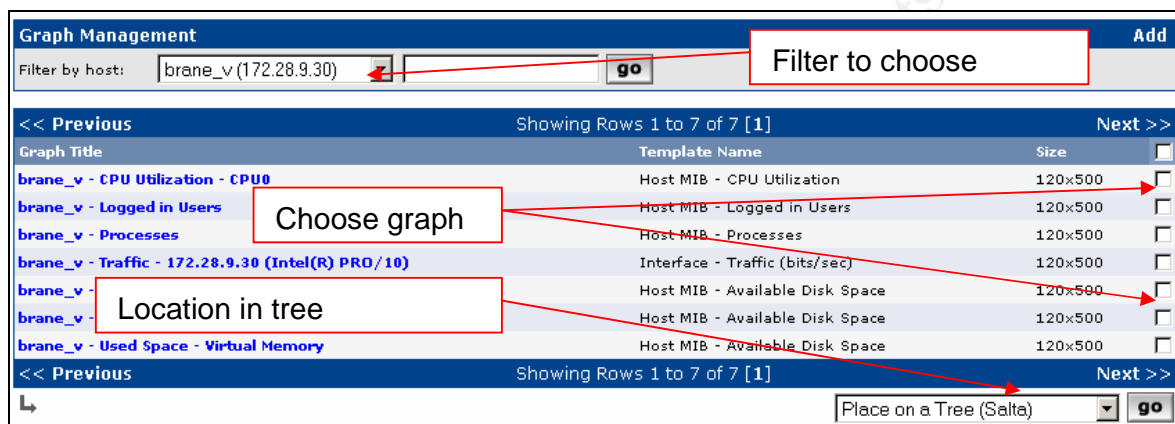 Graph Management Add
Filter by host: brane_v (172.28.9.30) go
Filter to choose
<< Previous Showing Rows 1 to 7 of 7 [1] Next >>
Graph Title Template Name Size
brane_v - CPU Utilization - CPU0 Host MIB - CPU Utilization 120x500
brane_v - Logged in Users Host MIB - Logged in Users 120x500
Choose graph
brane_v - Processes Host MIB - Processes 120x500
brane_v - Traffic - 172.28.9.30 (Intel(R) PRO/10) Interface - Traffic (bits/sec) 120x500
brane_v - Host MIB - Available Disk Space 120x500
Location in tree
brane_v - Host MIB - Available Disk Space 120x500
brane_v - Used Space - Virtual Memory Host MIB - Available Disk Space 120x500
<< Previous Showing Rows 1 to 7 of 7 [1] Next >>
Place on a Tree (Salta) go